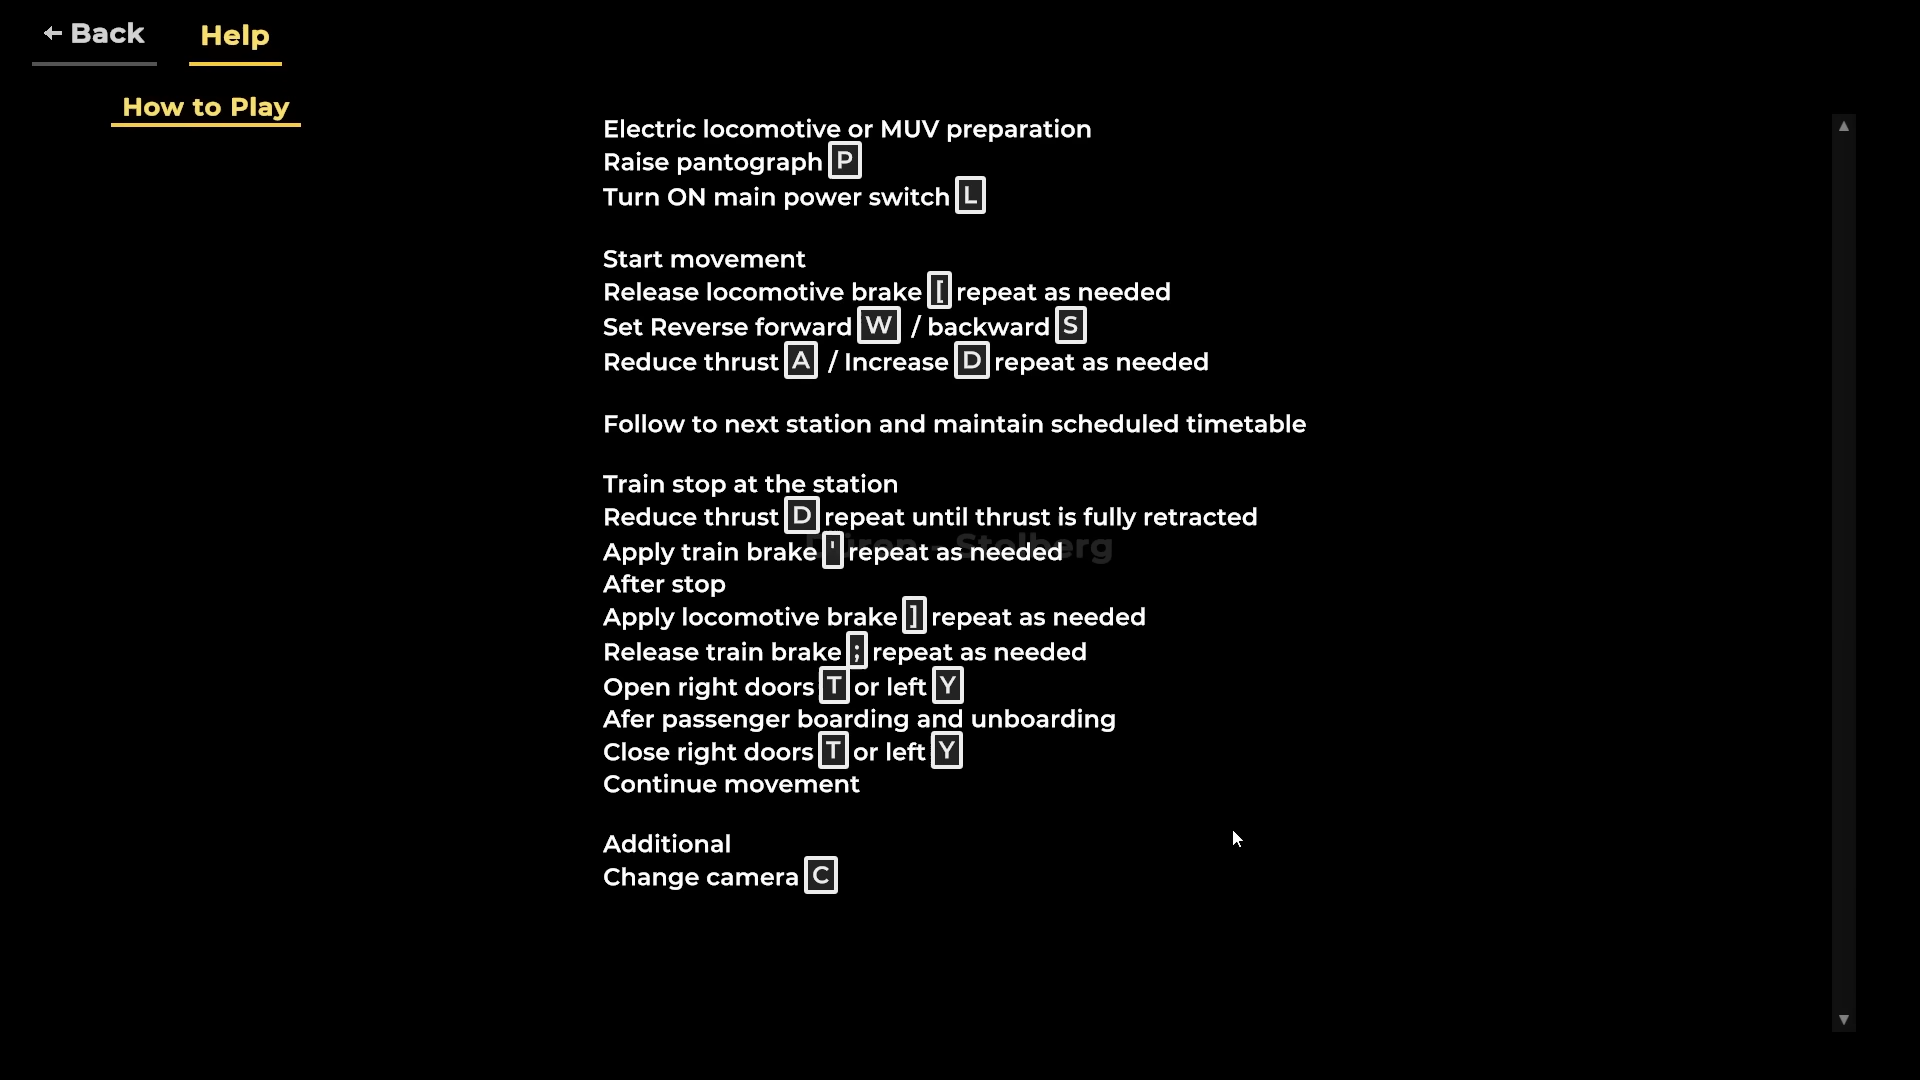 ← Back
Help
How to Play
Electric locomotive or MUV preparation
Raise pantograph P
Turn ON main power switch L
Start movement
Release locomotive brake [ repeat as needed
Set Reverse forward W / backward S
Reduce thrust A / Increase D repeat as needed
Follow to next station and maintain scheduled timetable
Train stop at the station
Reduce thrust D repeat until thrust is fully retracted
Apply train brake ' repeat as needed
Düren - Stolberg
After stop
Apply locomotive brake ] repeat as needed
Release train brake ; repeat as needed
Open right doors T or left Y
Afer passenger boarding and unboarding
Close right doors T or left Y
Continue movement
Additional
Change camera C